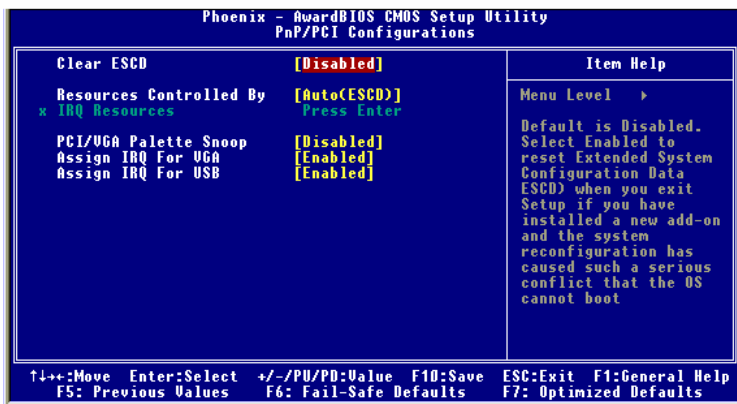 Phoenix - AwardBIOS CMOS Setup Utility
PnP/PCI Configurations
Clear ESCD [Disabled]
Resources Controlled By [Auto(ESCD)]
x IRQ Resources Press Enter
PCI/VGA Palette Snoop [Disabled]
Assign IRQ For VGA [Enabled]
Assign IRQ For USB [Enabled]
Item Help
Menu Level ▸
Default is Disabled.
Select Enabled to
reset Extended System
Configuration Data
ESCD) when you exit
Setup if you have
installed a new add-on
and the system
reconfiguration has
caused such a serious
conflict that the OS
cannot boot
↑↓→←:Move Enter:Select +/-/PU/PD:Value F10:Save ESC:Exit F1:General Help
F5: Previous Values F6: Fail-Safe Defaults F7: Optimized Defaults